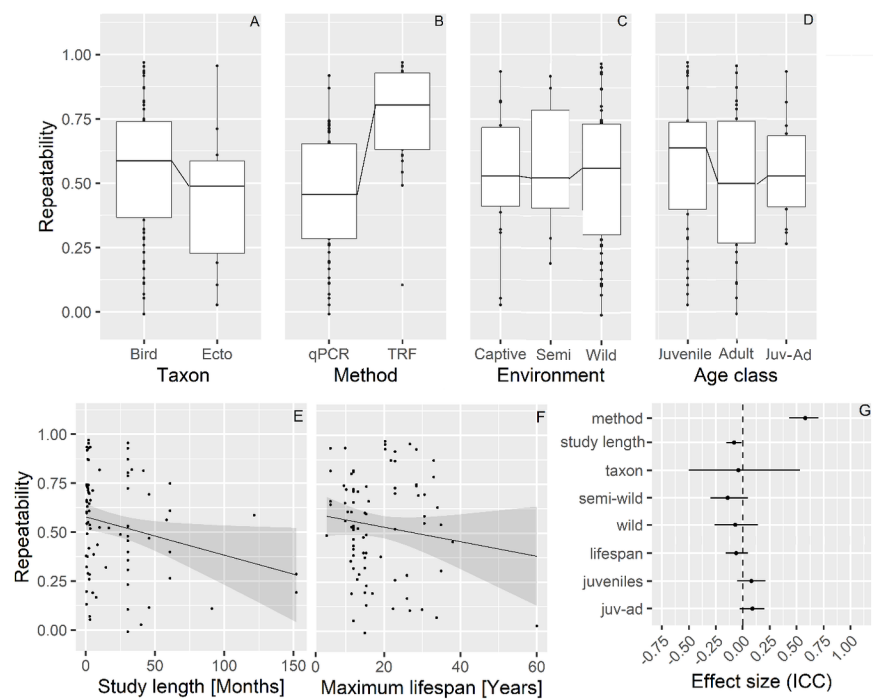 A
B
C
D
Repeatability
1.00
0.75
0.50
0.25
0.00
Bird Ecto
qPCR TRF
Captive Semi Wild
Juvenile Adult Juv-Ad
Taxon
Method
Environment
Age class
E
F
G
Repeatability
1.00
0.75
0.50
0.25
0.00
0 50 100 150
Study length [Months]
20 40 60
Maximum lifespan [Years]
method
study length
taxon
semi-wild
wild
lifespan
juveniles
juv-ad
-0.75 -0.50 -0.25 0.00 0.25 0.50 0.75 1.00
Effect size (ICC)